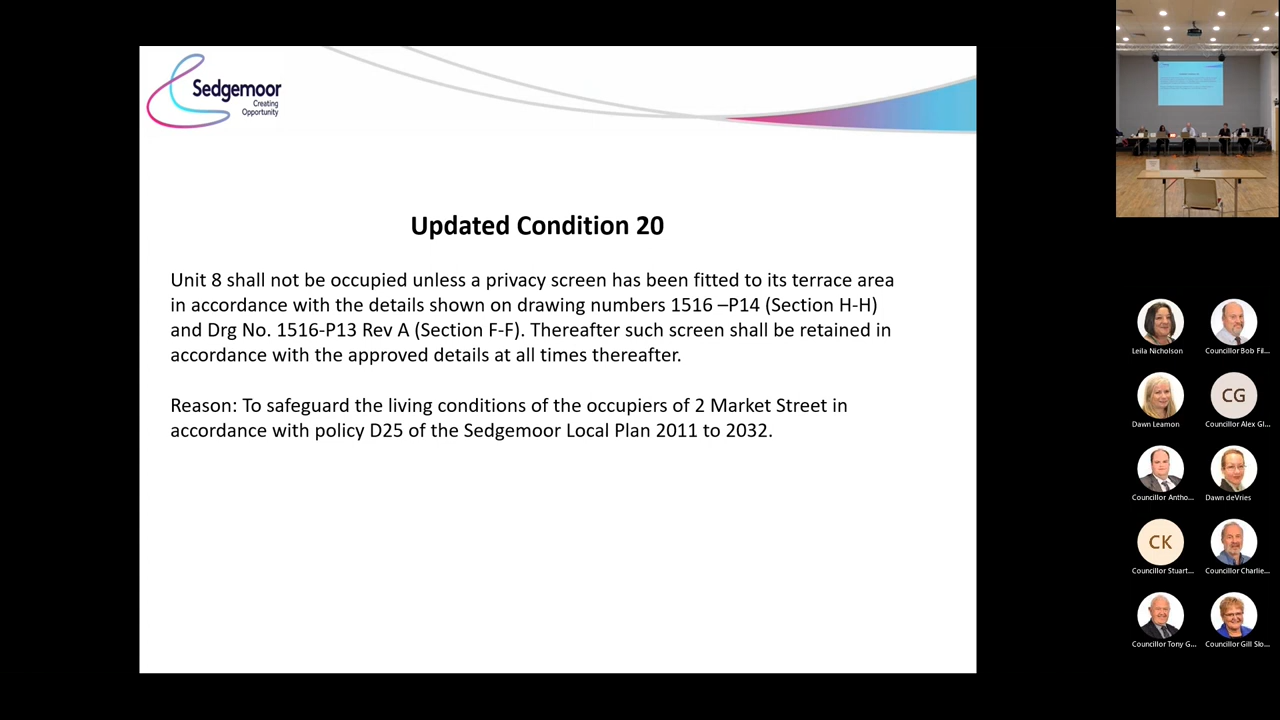 Sedgemoor
Creating
Opportunity
Updated Condition 20
Unit 8 shall not be occupied unless a privacy screen has been fitted to its terrace area
in accordance with the details shown on drawing numbers 1516 –P14 (Section H-H)
and Drg No. 1516-P13 Rev A (Section F-F). Thereafter such screen shall be retained in
accordance with the approved details at all times thereafter.
Reason: To safeguard the living conditions of the occupiers of 2 Market Street in
accordance with policy D25 of the Sedgemoor Local Plan 2011 to 2032.
Leila Nicholson
Councillor Bob Fil...
Dawn Leamon
CG
Councillor Alex Gl...
Councillor Antho...
Dawn deVries
CK
Councillor Stuart...
Councillor Charlie...
Councillor Tony G...
Councillor Gill Slo...